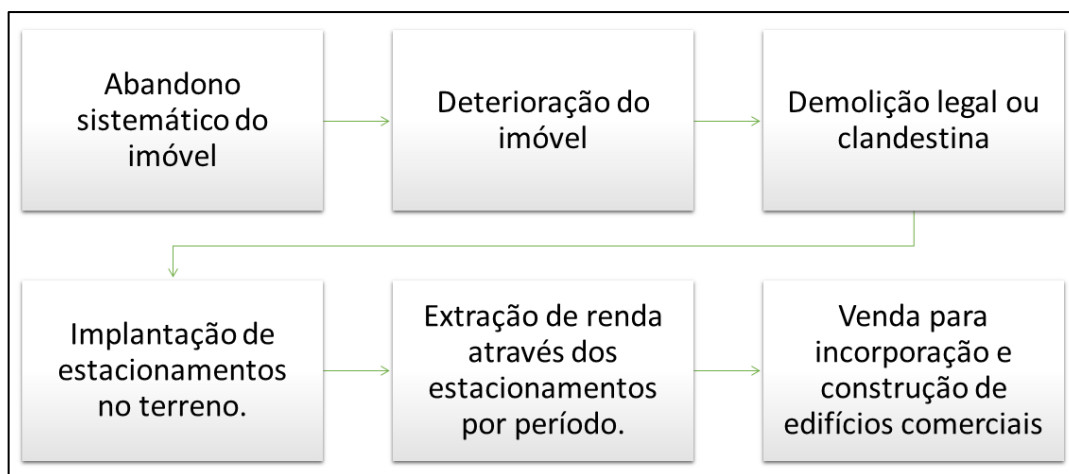 Abandono
sistemático do
imóvel
Deterioração do
imóvel
Demolição legal ou
clandestina
Implantação de
estacionamentos
no terreno.
Extração de renda
através dos
estacionamentos
por período.
Venda para
incorporação e
construção de
edifícios comerciais